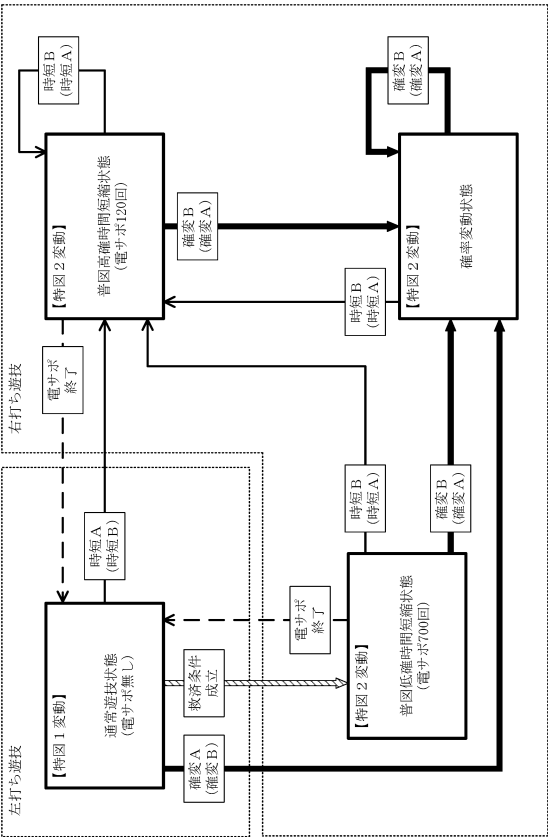 左打ち遊技
【特図1変動】
通常遊技状態
(電サポ無し)
右打ち遊技
電サポ
終了
時短A
(時短B)
【特図2変動】
普図高確時間短縮状態
(電サポ120回)
時短B
(時短A)
確変B
(確変A)
救済条件
成立
電サポ
終了
【特図2変動】
普図低確時間短縮状態
(電サポ700回)
時短B
(時短A)
時短B
(時短A)
確変B
(確変A)
確変A
(確変B)
【特図2変動】
確率変動状態
確変B
(確変A)